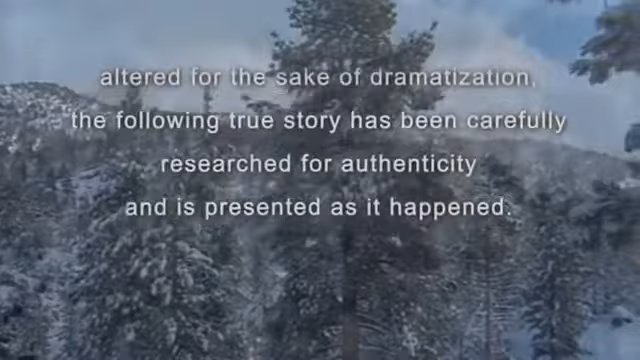 altered for the sake of dramatization,
the following true story has been carefully
researched for authenticity
and is presented as it happened.